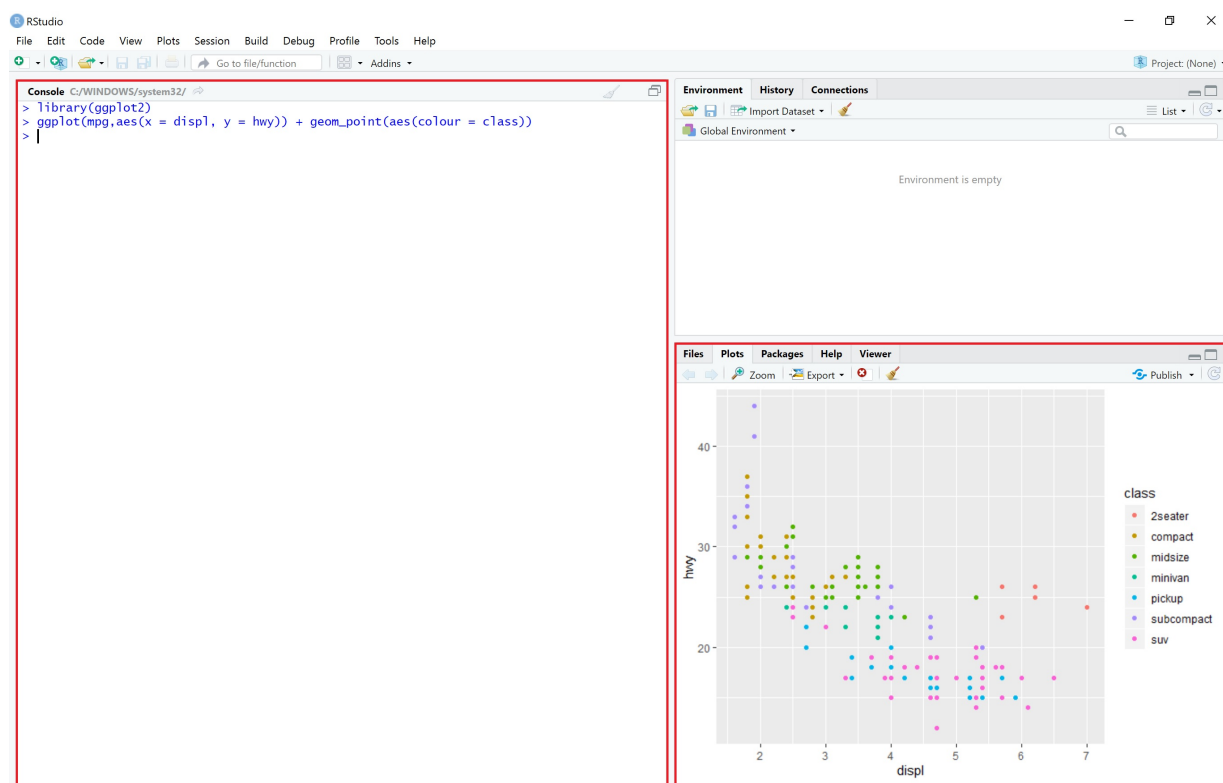 RStudio
File Edit Code View Plots Session Build Debug Profile Tools Help
Go to file/function Addins Project: (None)
Console C:/WINDOWS/system32/
> library(ggplot2)
> ggplot(mpg,aes(x = displ, y = hwy)) + geom_point(aes(colour = class))
>
Environment History Connections
Import Dataset List
Global Environment
Environment is empty
Files Plots Packages Help Viewer
Zoom Export Publish
40
30
20
hwy
2 3 4 5 6 7
displ
class
2seater
compact
midsize
minivan
pickup
subcompact
suv